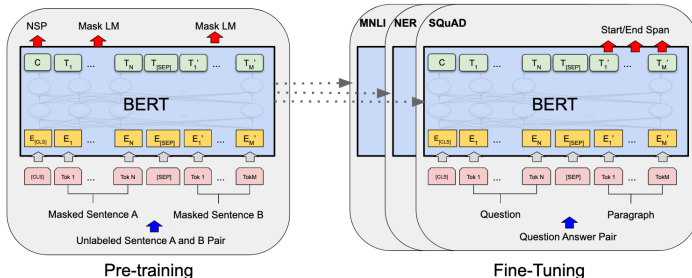 NSP Mask LM Mask LM
C T1 ... TN T[SEP] T1' ... TM'
BERT
E[CLS] E1 ... EN E[SEP] E1' ... EM'
[CLS] Tok 1 ... Tok N [SEP] Tok 1 ... TokM
Masked Sentence A Masked Sentence B
Unlabeled Sentence A and B Pair
Pre-training
MNLI NER SQuAD
Start/End Span
C T1 ... TN T[SEP] T1' ... TM'
BERT
E[CLS] E1 ... EN E[SEP] E1' ... EM'
[CLS] Tok 1 ... Tok N [SEP] Tok 1 ... TokM
Question Paragraph
Question Answer Pair
Fine-Tuning